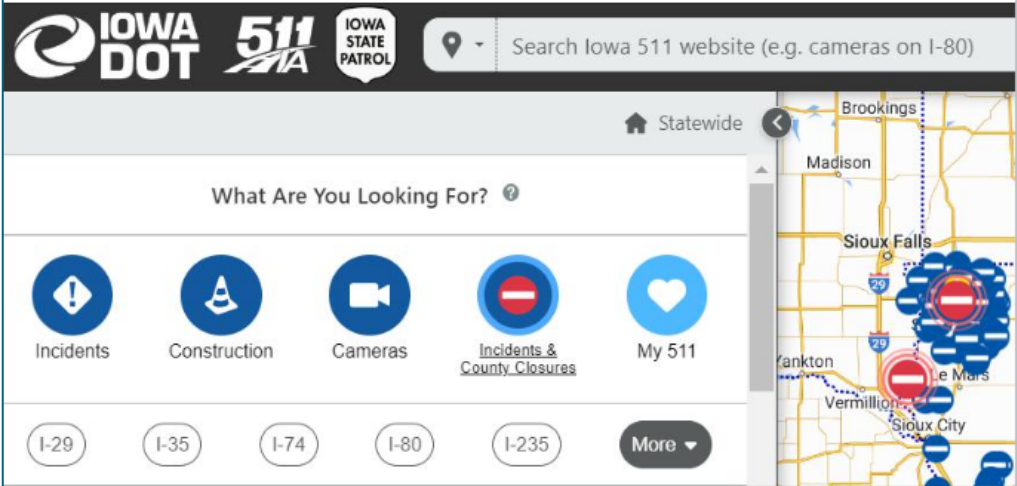 IOWA DOT
511 IA
IOWA STATE PATROL
Search Iowa 511 website (e.g. cameras on I-80)
Statewide
What Are You Looking For? ?
Incidents
Construction
Cameras
Incidents &
County Closures
My 511
I-29
I-35
I-74
I-80
I-235
More
Brookings
Madison
Sioux Falls
29
29
Yankton
Le Mars
Vermillion
Sioux City